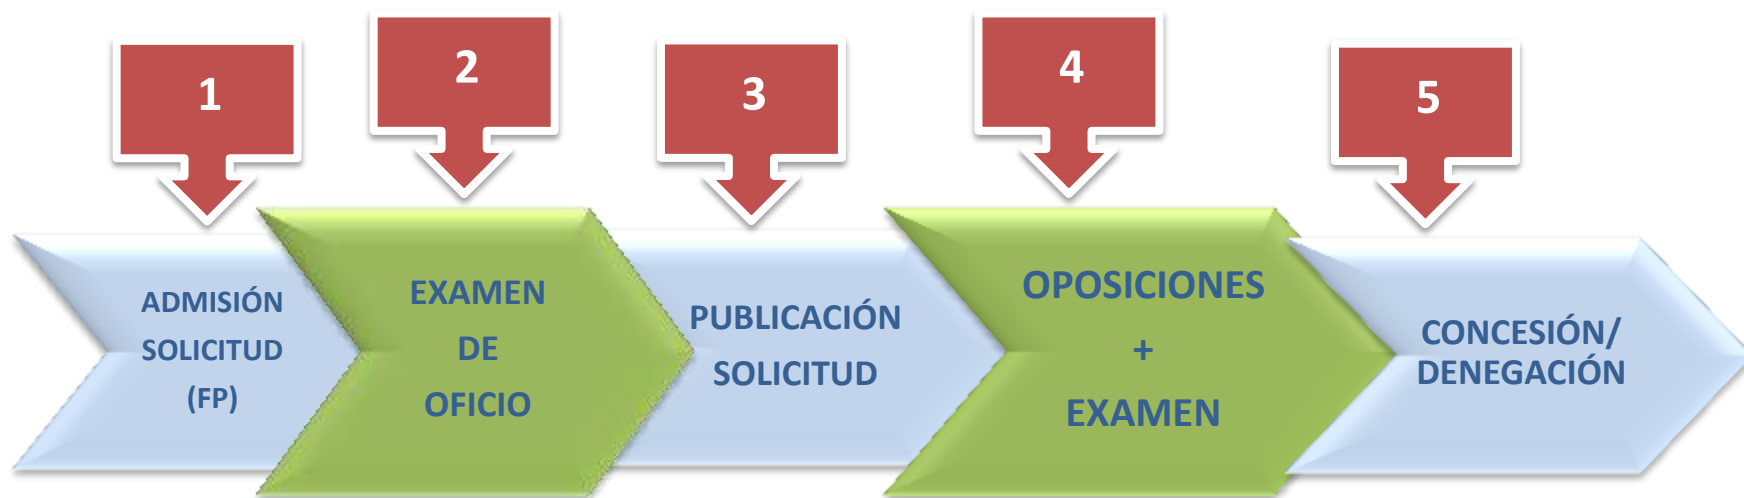 1
2
3
4
5
ADMISIÓN
SOLICITUD
(FP)
EXAMEN
DE
OFICIO
PUBLICACIÓN
SOLICITUD
OPOSICIONES
+
EXAMEN
CONCESIÓN/
DENEGACIÓN